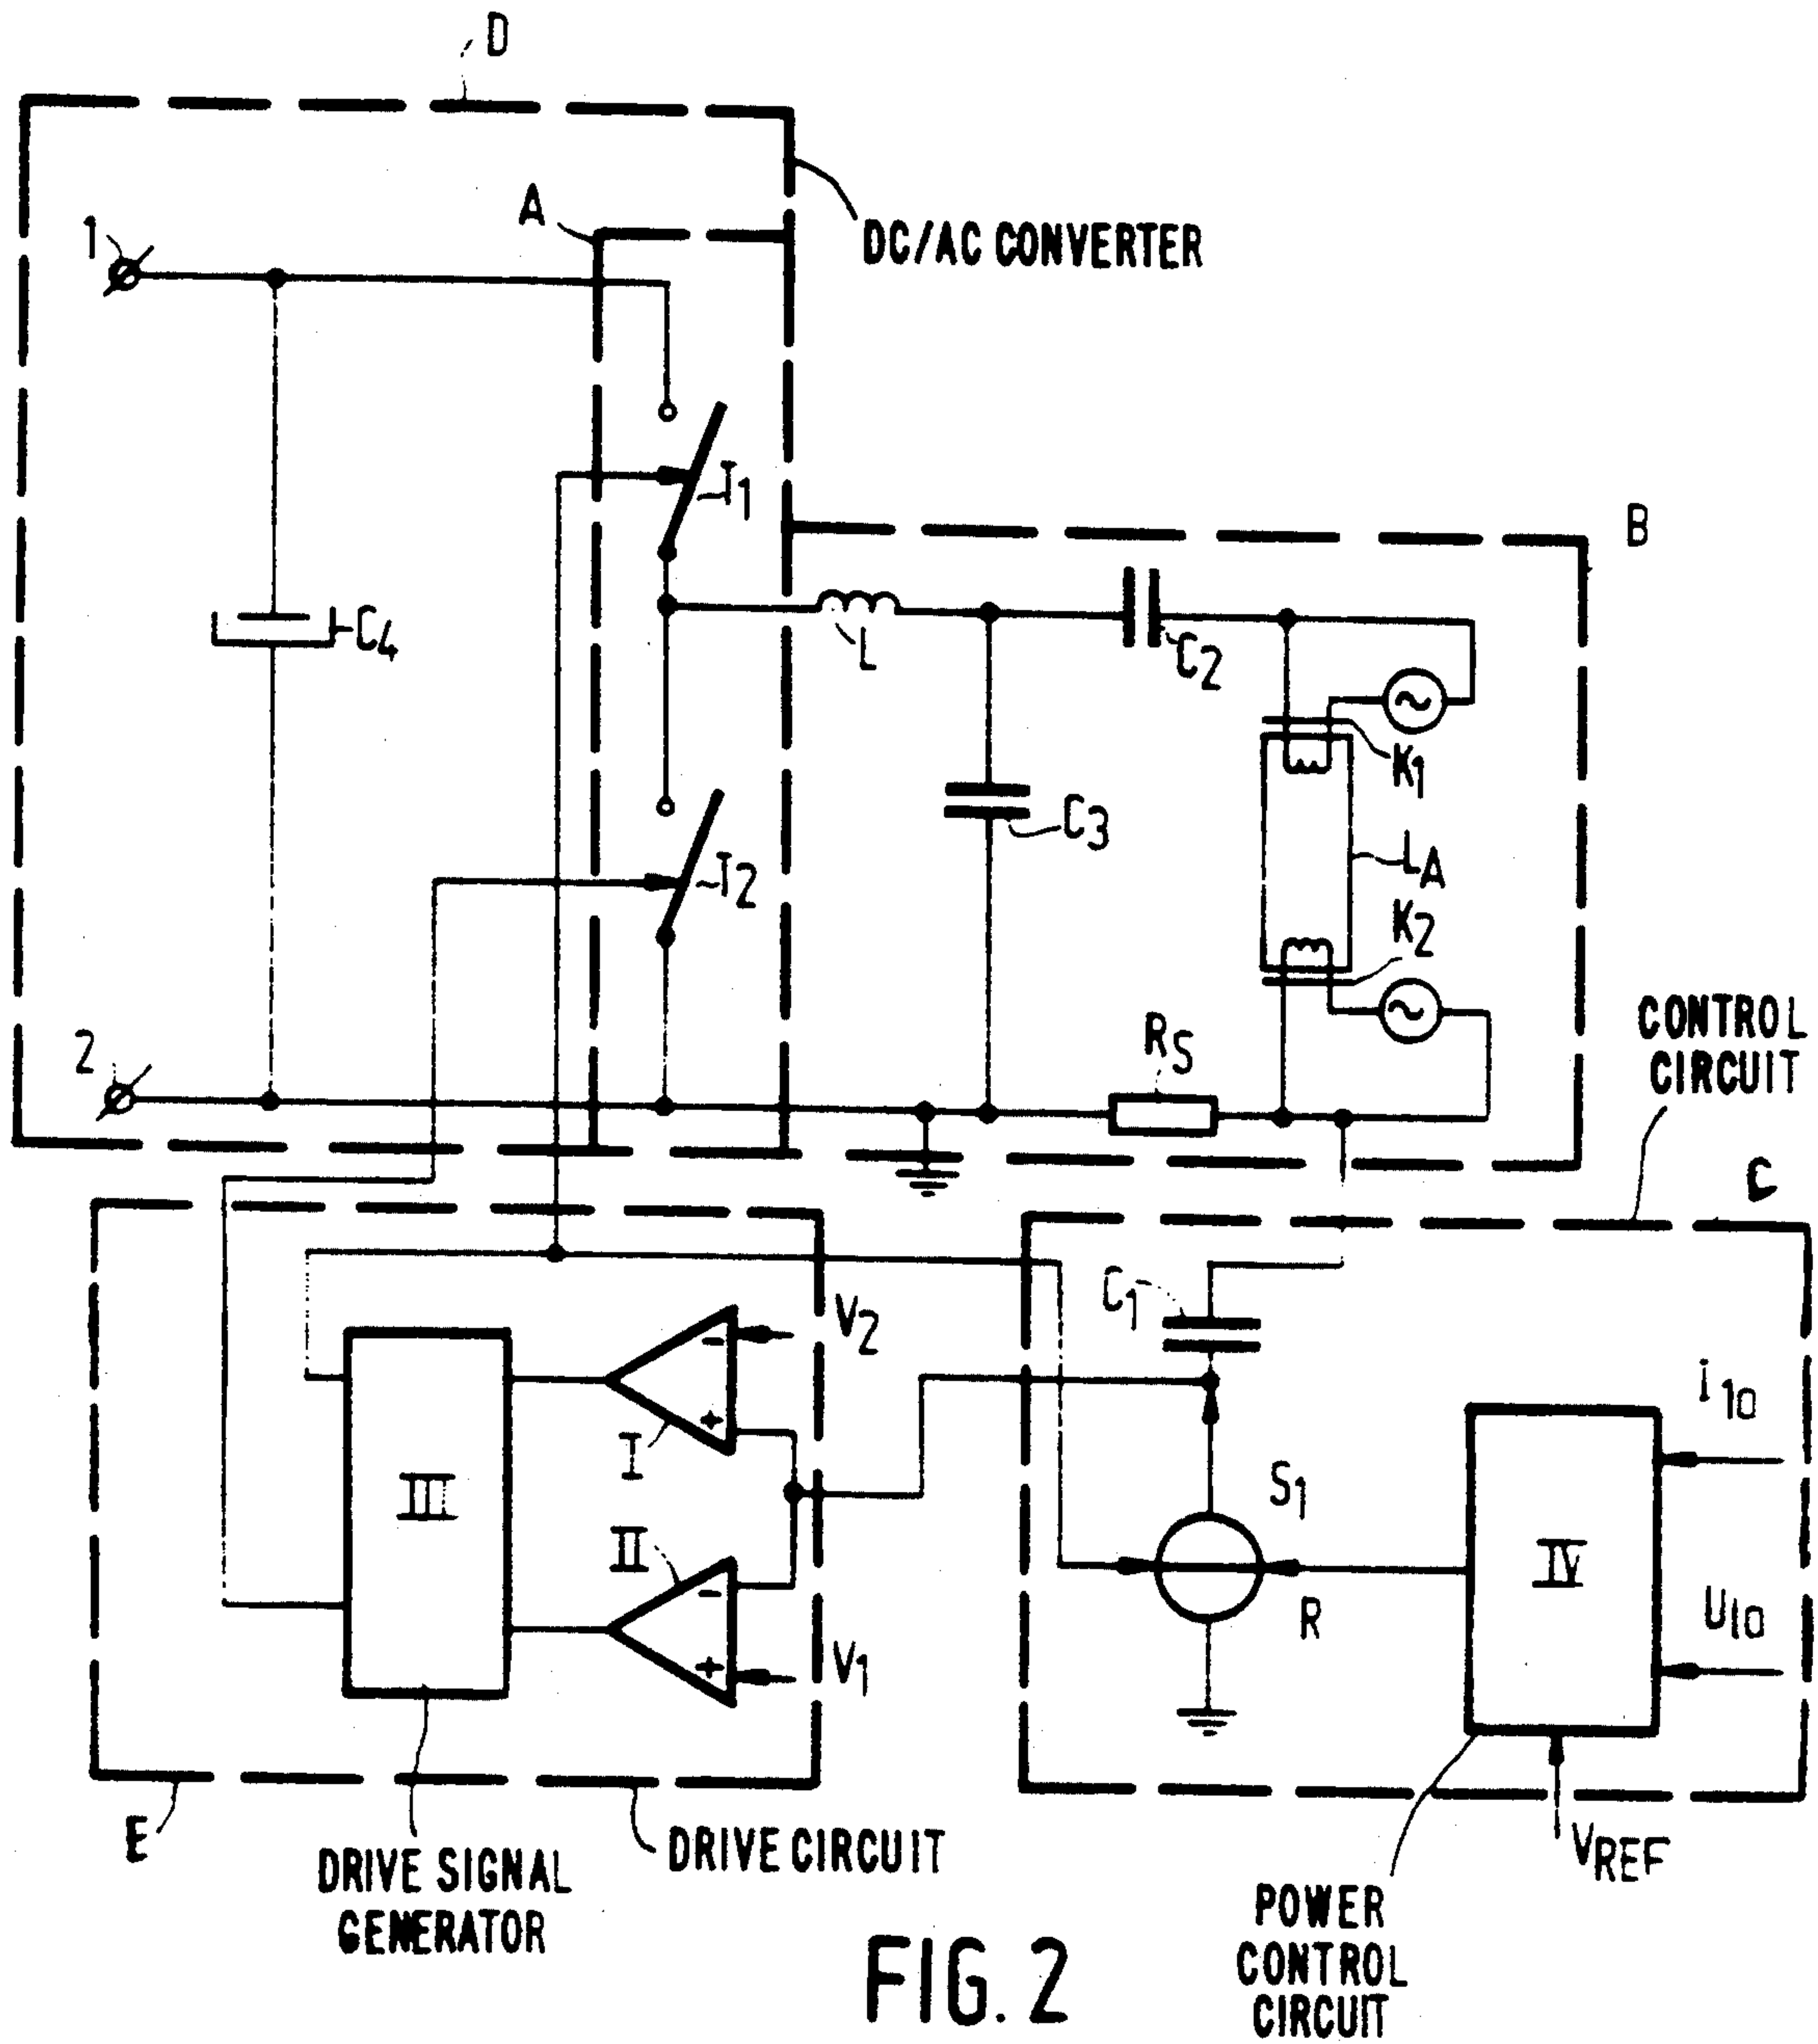 D
A
1
DC/AC CONVERTER
T1
B
C4
L
C2
K1
C3
T2
LA
K2
2
RS
CONTROL
CIRCUIT
C
C1
V2
-
+
I
III
II
-
+
V1
S1
R
IV
I10
U10
E
DRIVE CIRCUIT
DRIVE SIGNAL
GENERATOR
VREF
POWER
CONTROL
CIRCUIT
FIG. 2